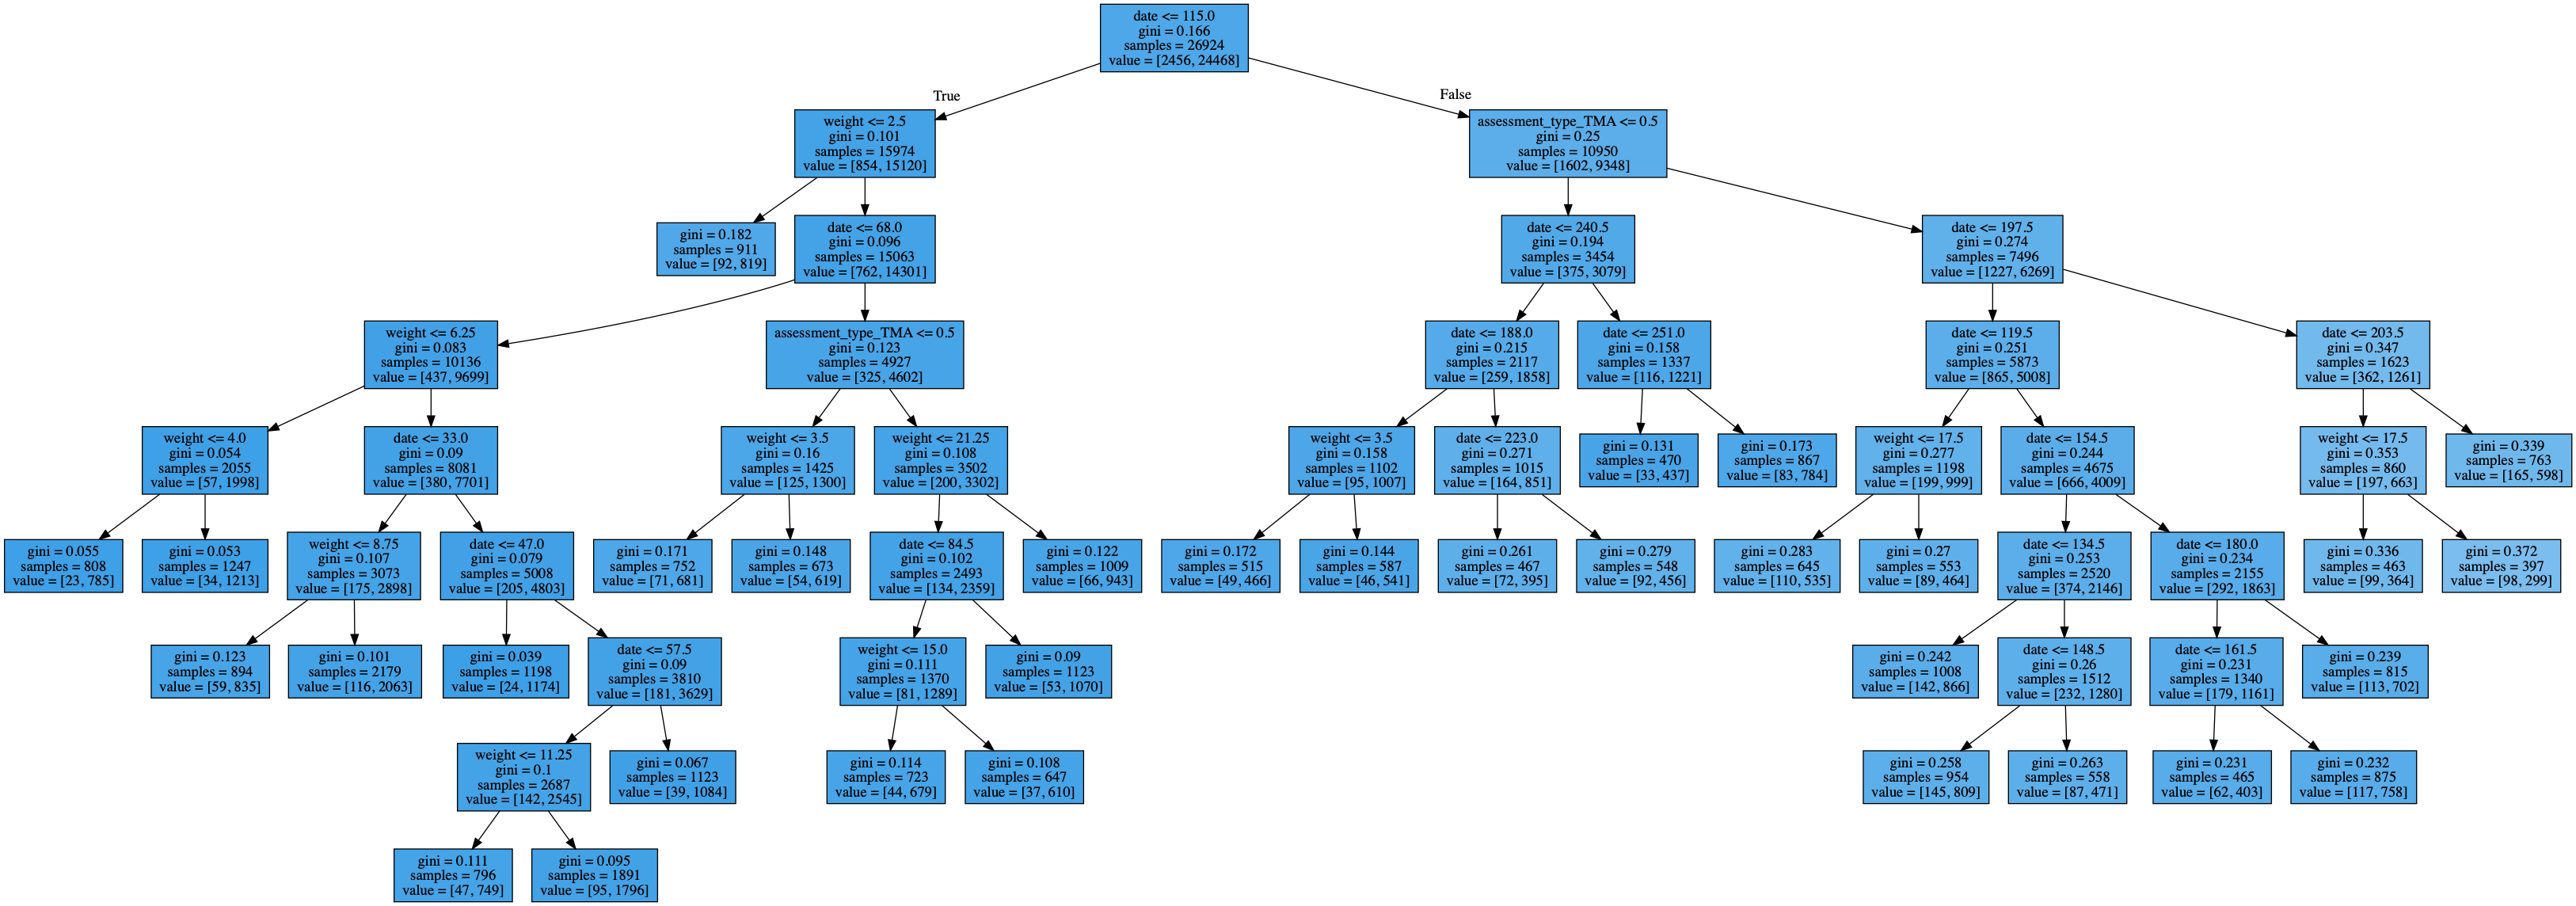 date <= 115.0
gini = 0.166
samples = 26924
value = [2456, 24468]
True
False
weight <= 2.5
gini = 0.101
samples = 15974
value = [854, 15120]
assessment_type_TMA <= 0.5
gini = 0.25
samples = 10950
value = [1602, 9348]
gini = 0.182
samples = 911
value = [92, 819]
date <= 68.0
gini = 0.096
samples = 15063
value = [762, 14301]
date <= 240.5
gini = 0.194
samples = 3454
value = [375, 3079]
date <= 197.5
gini = 0.274
samples = 7496
value = [1227, 6269]
weight <= 6.25
gini = 0.083
samples = 10136
value = [437, 9699]
assessment_type_TMA <= 0.5
gini = 0.123
samples = 4927
value = [325, 4602]
date <= 188.0
gini = 0.215
samples = 2117
value = [259, 1858]
date <= 251.0
gini = 0.158
samples = 1337
value = [116, 1221]
date <= 119.5
gini = 0.251
samples = 5873
value = [865, 5008]
date <= 203.5
gini = 0.347
samples = 1623
value = [362, 1261]
weight <= 4.0
gini = 0.054
samples = 2055
value = [57, 1998]
date <= 33.0
gini = 0.09
samples = 8081
value = [380, 7701]
weight <= 3.5
gini = 0.16
samples = 1425
value = [125, 1300]
weight <= 21.25
gini = 0.108
samples = 3502
value = [200, 3302]
weight <= 3.5
gini = 0.158
samples = 1102
value = [95, 1007]
date <= 223.0
gini = 0.271
samples = 1015
value = [164, 851]
gini = 0.131
samples = 470
value = [33, 437]
gini = 0.173
samples = 867
value = [83, 784]
weight <= 17.5
gini = 0.277
samples = 1198
value = [199, 999]
date <= 154.5
gini = 0.244
samples = 4675
value = [666, 4009]
weight <= 17.5
gini = 0.353
samples = 860
value = [197, 663]
gini = 0.339
samples = 763
value = [165, 598]
gini = 0.055
samples = 808
value = [23, 785]
gini = 0.053
samples = 1247
value = [34, 1213]
weight <= 8.75
gini = 0.107
samples = 3073
value = [175, 2898]
date <= 47.0
gini = 0.079
samples = 5008
value = [205, 4803]
gini = 0.171
samples = 752
value = [71, 681]
gini = 0.148
samples = 673
value = [54, 619]
date <= 84.5
gini = 0.102
samples = 2493
value = [134, 2359]
gini = 0.122
samples = 1009
value = [66, 943]
gini = 0.172
samples = 515
value = [49, 466]
gini = 0.144
samples = 587
value = [46, 541]
gini = 0.261
samples = 467
value = [72, 395]
gini = 0.279
samples = 548
value = [92, 456]
gini = 0.283
samples = 645
value = [110, 535]
gini = 0.27
samples = 553
value = [89, 464]
date <= 134.5
gini = 0.253
samples = 2520
value = [374, 2146]
date <= 180.0
gini = 0.234
samples = 2155
value = [292, 1863]
gini = 0.336
samples = 463
value = [99, 364]
gini = 0.372
samples = 397
value = [98, 299]
gini = 0.123
samples = 894
value = [59, 835]
gini = 0.101
samples = 2179
value = [116, 2063]
gini = 0.039
samples = 1198
value = [24, 1174]
date <= 57.5
gini = 0.09
samples = 3810
value = [181, 3629]
weight <= 15.0
gini = 0.111
samples = 1370
value = [81, 1289]
gini = 0.09
samples = 1123
value = [53, 1070]
gini = 0.242
samples = 1008
value = [142, 866]
date <= 148.5
gini = 0.26
samples = 1512
value = [232, 1280]
date <= 161.5
gini = 0.231
samples = 1340
value = [179, 1161]
gini = 0.239
samples = 815
value = [113, 702]
weight <= 11.25
gini = 0.1
samples = 2687
value = [142, 2545]
gini = 0.067
samples = 1123
value = [39, 1084]
gini = 0.114
samples = 723
value = [44, 679]
gini = 0.108
samples = 647
value = [37, 610]
gini = 0.258
samples = 954
value = [145, 809]
gini = 0.263
samples = 558
value = [87, 471]
gini = 0.231
samples = 465
value = [62, 403]
gini = 0.232
samples = 875
value = [117, 758]
gini = 0.111
samples = 796
value = [47, 749]
gini = 0.095
samples = 1891
value = [95, 1796]